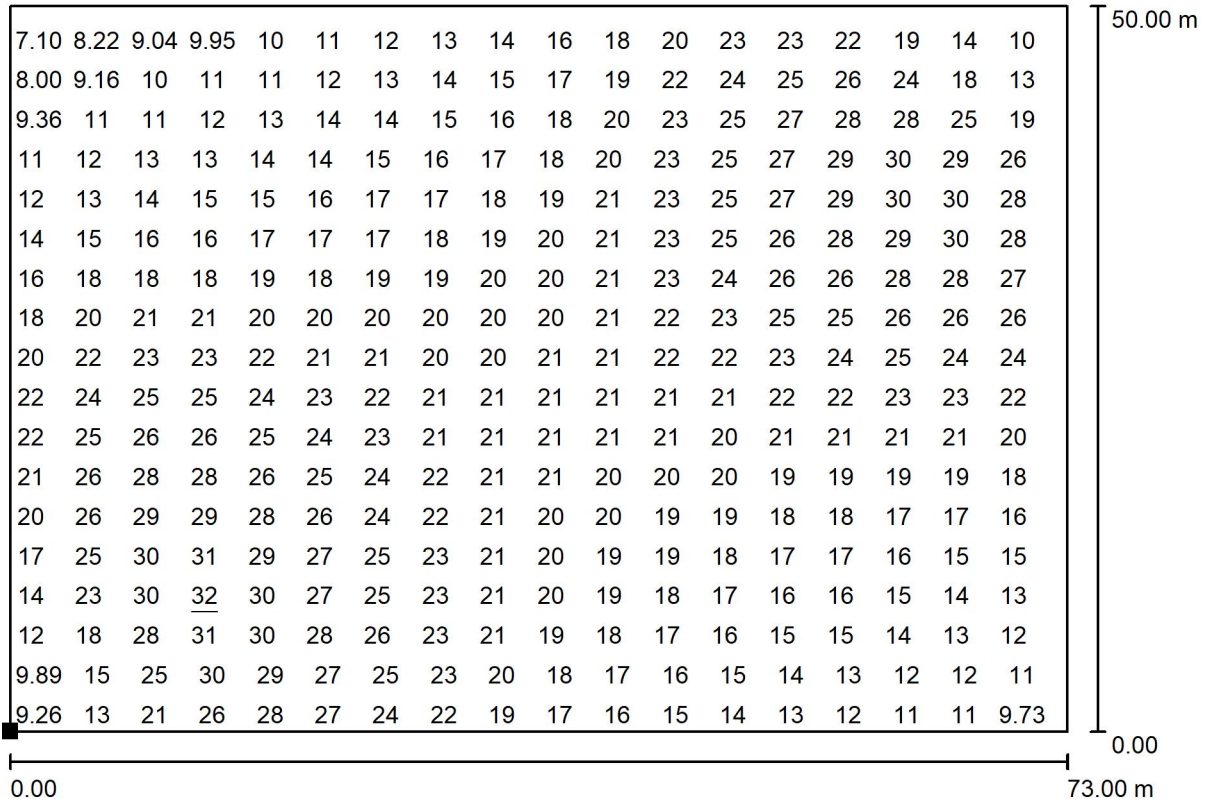 50.00 m
7.10 8.22 9.04 9.95 10 11 12 13 14 16 18 20 23 23 22 19 14 10
8.00 9.16 10 11 11 12 13 14 15 17 19 22 24 25 26 24 18 13
9.36 11 11 12 13 14 14 15 16 18 20 23 25 27 28 28 25 19
11 12 13 13 14 14 15 16 17 18 20 23 25 27 29 30 29 26
12 13 14 15 15 16 17 17 18 19 21 23 25 27 29 30 30 28
14 15 16 16 17 17 17 18 19 20 21 23 25 26 28 29 30 28
16 18 18 18 19 18 19 19 20 20 21 23 24 26 26 28 28 27
18 20 21 21 20 20 20 20 20 20 21 22 23 25 25 26 26 26
20 22 23 23 22 21 21 20 20 21 21 22 22 23 24 25 24 24
22 24 25 25 24 23 22 21 21 21 21 21 21 22 22 23 23 22
22 25 26 26 25 24 23 21 21 21 21 21 20 21 21 21 21 20
21 26 28 28 26 25 24 22 21 21 20 20 20 19 19 19 19 18
20 26 29 29 28 26 24 22 21 20 20 19 19 18 18 17 17 16
17 25 30 31 29 27 25 23 21 20 19 19 18 17 17 16 15 15
14 23 30 32 30 27 25 23 21 20 19 18 17 16 16 15 14 13
12 18 28 31 30 28 26 23 21 19 18 17 16 15 15 14 13 12
9.89 15 25 30 29 27 25 23 20 18 17 16 15 14 13 12 12 11
9.26 13 21 26 28 27 24 22 19 17 16 15 14 13 12 11 11 9.73
0.00
0.00 73.00 m